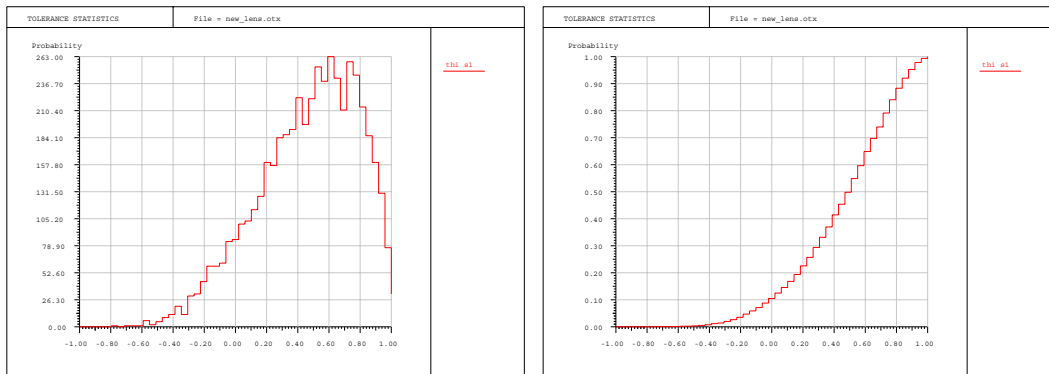 TOLERANCE STATISTICS
File = new_lens.otx
Probability
263.00
236.70
210.40
184.10
157.80
131.50
105.20
78.90
52.60
26.30
0.00
-1.00 -0.80 -0.60 -0.40 -0.20 0.00 0.20 0.40 0.60 0.80 1.00
thi s1
TOLERANCE STATISTICS
File = new_lens.otx
Probability
1.00
0.90
0.80
0.70
0.60
0.50
0.40
0.30
0.20
0.10
0.00
-1.00 -0.80 -0.60 -0.40 -0.20 0.00 0.20 0.40 0.60 0.80 1.00
thi s1